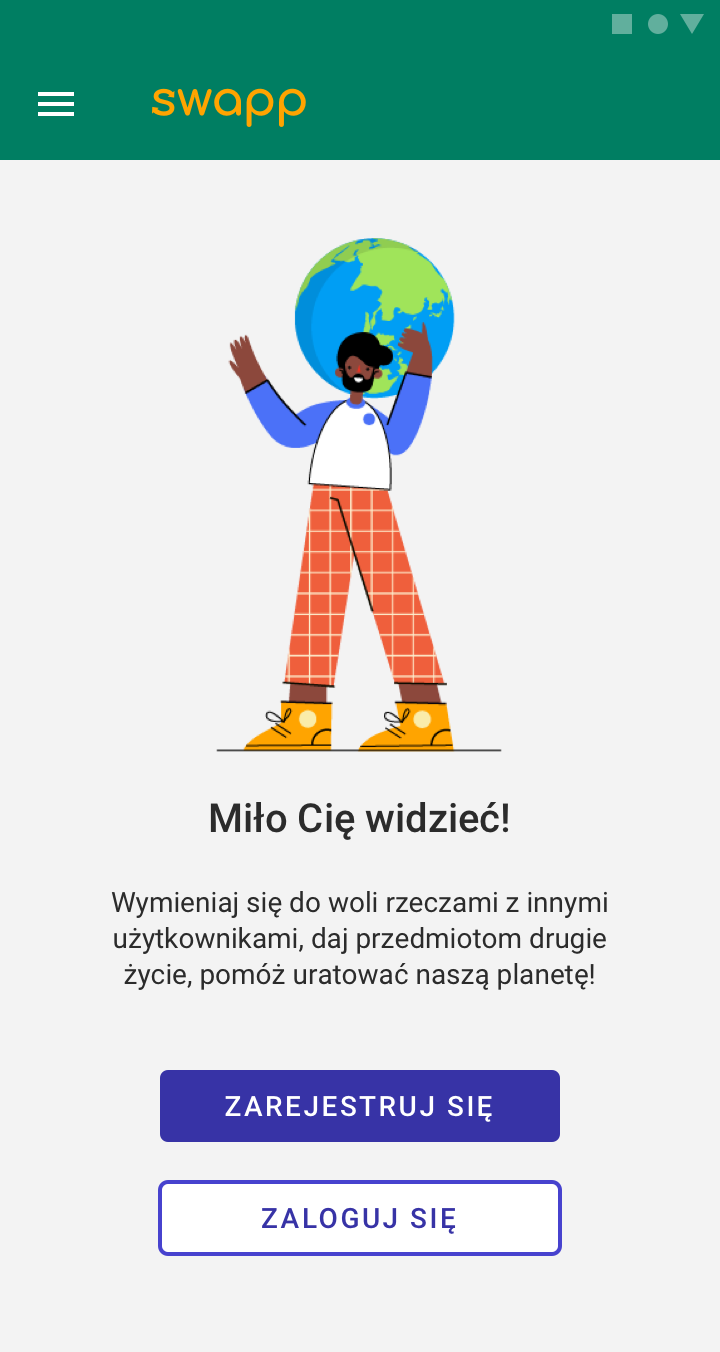 swapp
Miło Cię widzieć!
Wymieniaj się do woli rzeczami z innymi
użytkownikami, daj przedmiotom drugie
życie, pomóż uratować naszą planetę!
ZAREJESTRUJ SIĘ
ZALOGUJ SIĘ